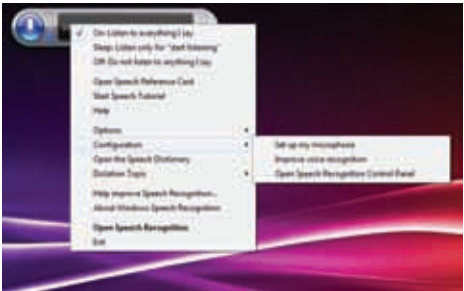 On: Listen to everything I say
Sleep: Listen only for "start listening"
Off: Do not listen to anything I say
Open Speech Reference Card
Start Speech Tutorial
Help
Options
Configuration
Set up my microphone
Improve voice recognition
Open Speech Recognition Control Panel
Open the Speech Dictionary
Dictation Topic
Help improve Speech Recognition...
About Windows Speech Recognition
Open Speech Recognition
Exit